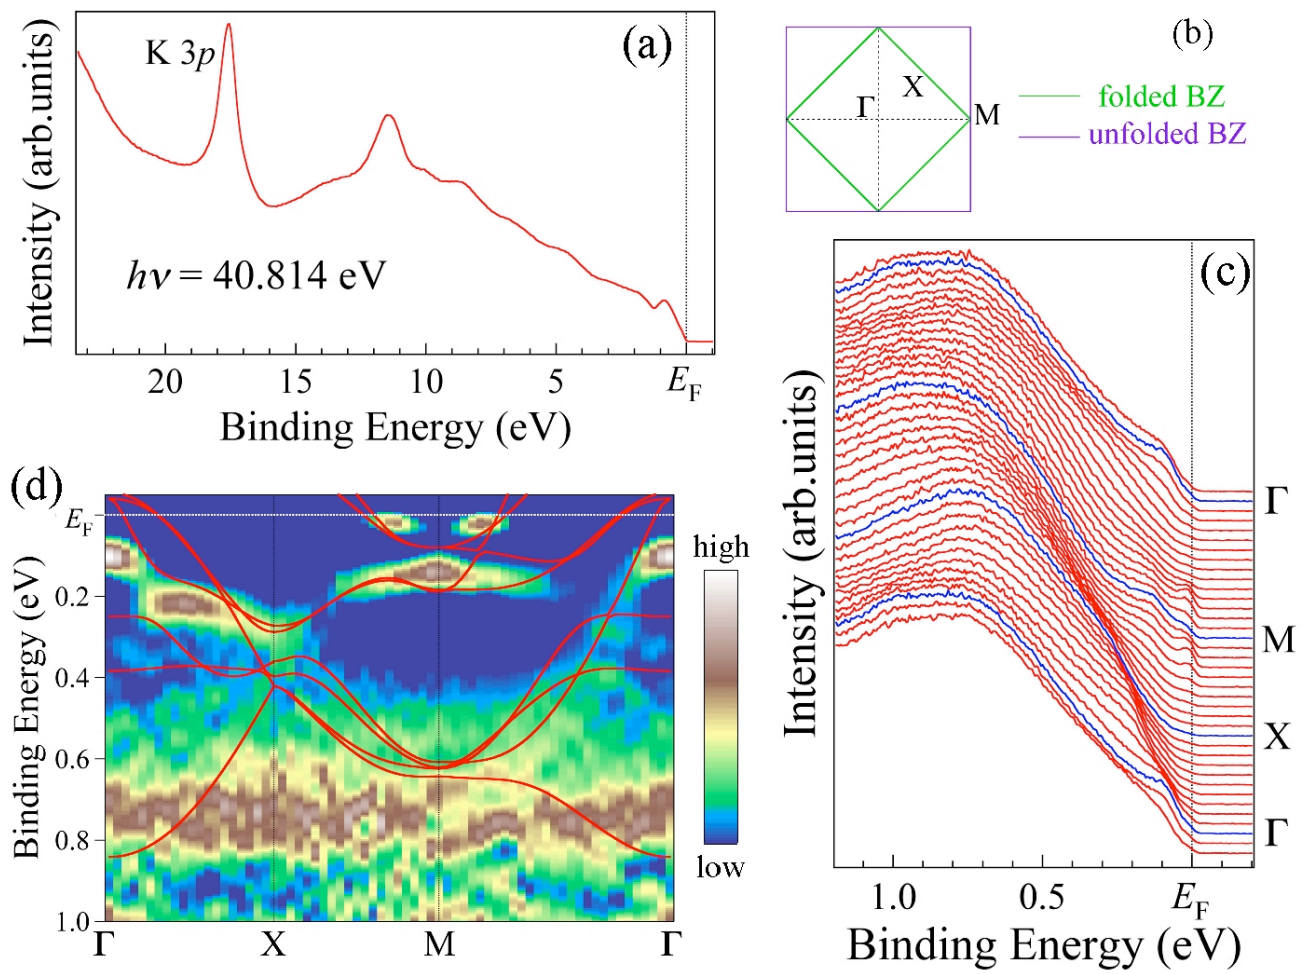 (a)
K 3p
hν = 40.814 eV
Intensity (arb.units)
20 15 10 5 EF
Binding Energy (eV)
(b)
Γ X M
folded BZ
unfolded BZ
(c)
Intensity (arb.units)
Γ
M
X
Γ
1.0 0.5 EF
Binding Energy (eV)
(d)
EF
0.2
0.4
0.6
0.8
1.0
Binding Energy (eV)
Γ X M Γ
high
low